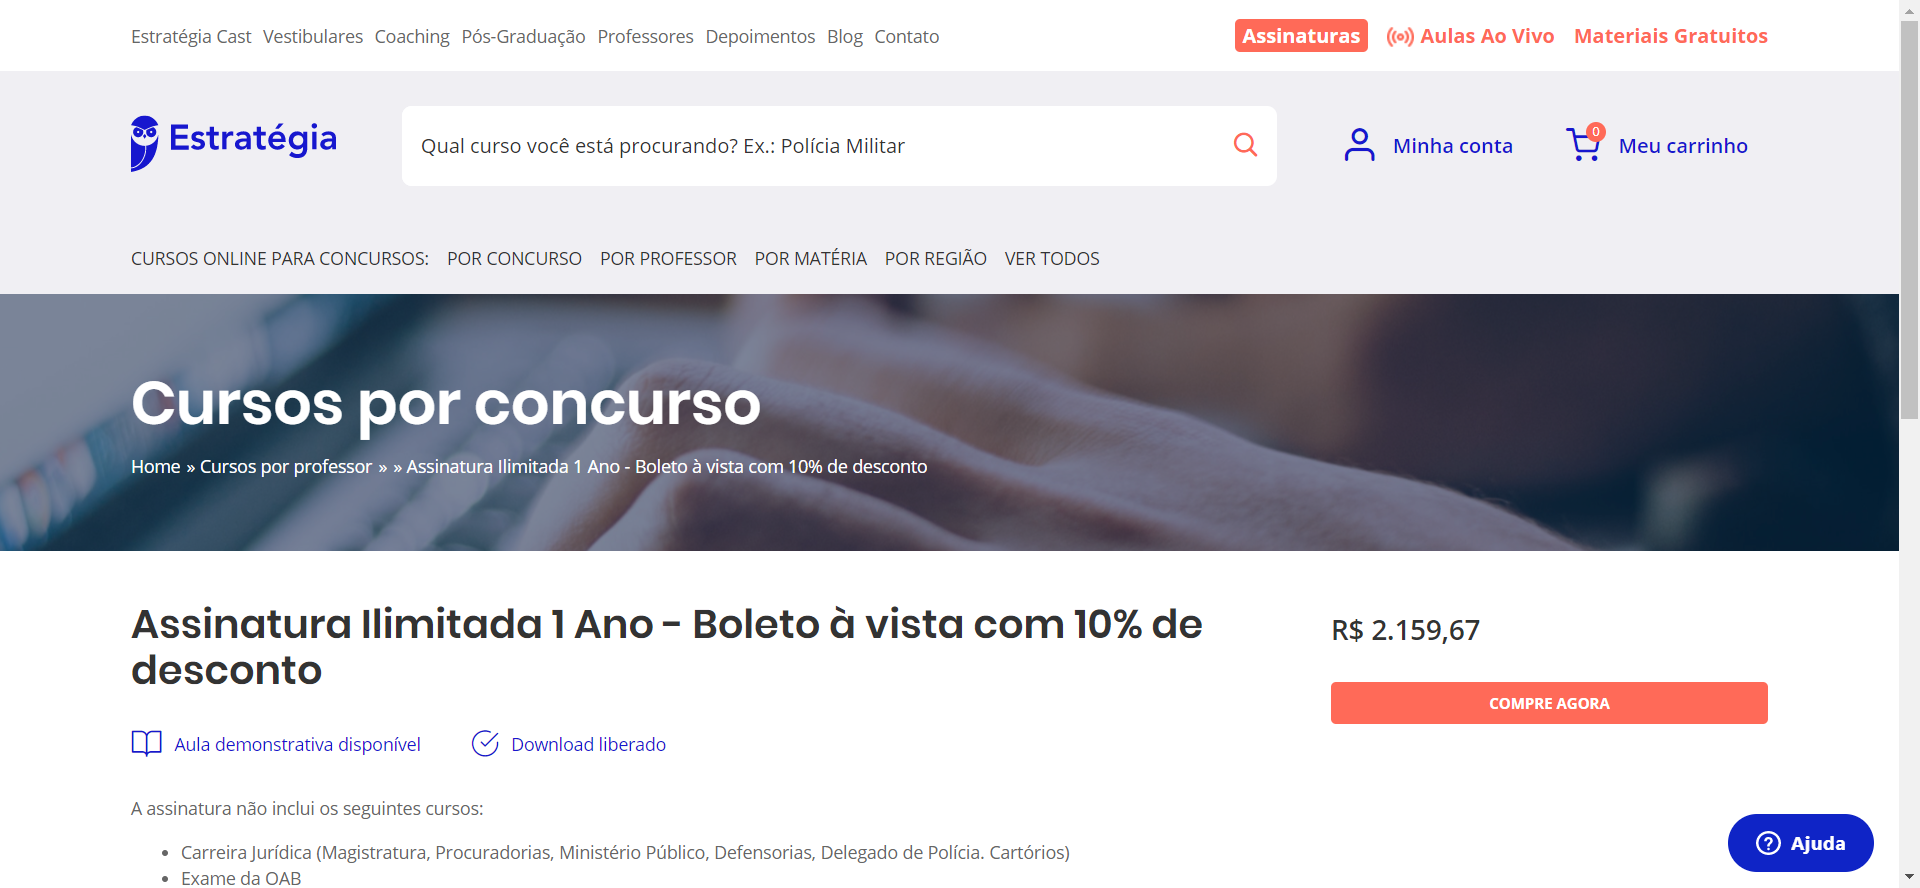 Estratégia Cast Vestibulares Coaching Pós-Graduação Professores Depoimentos Blog Contato
Assinaturas Aulas Ao Vivo Materiais Gratuitos
Estratégia
Qual curso você está procurando? Ex.: Polícia Militar
Minha conta
0
Meu carrinho
CURSOS ONLINE PARA CONCURSOS: POR CONCURSO POR PROFESSOR POR MATÉRIA POR REGIÃO VER TODOS
Cursos por concurso
Home » Cursos por professor » » Assinatura Ilimitada 1 Ano - Boleto à vista com 10% de desconto
Assinatura Ilimitada 1 Ano - Boleto à vista com 10% de
desconto
R$ 2.159,67
COMPRE AGORA
Aula demonstrativa disponível Download liberado
A assinatura não inclui os seguintes cursos:
Carreira Jurídica (Magistratura, Procuradorias, Ministério Público, Defensorias, Delegado de Polícia. Cartórios)
Exame da OAB
Ajuda